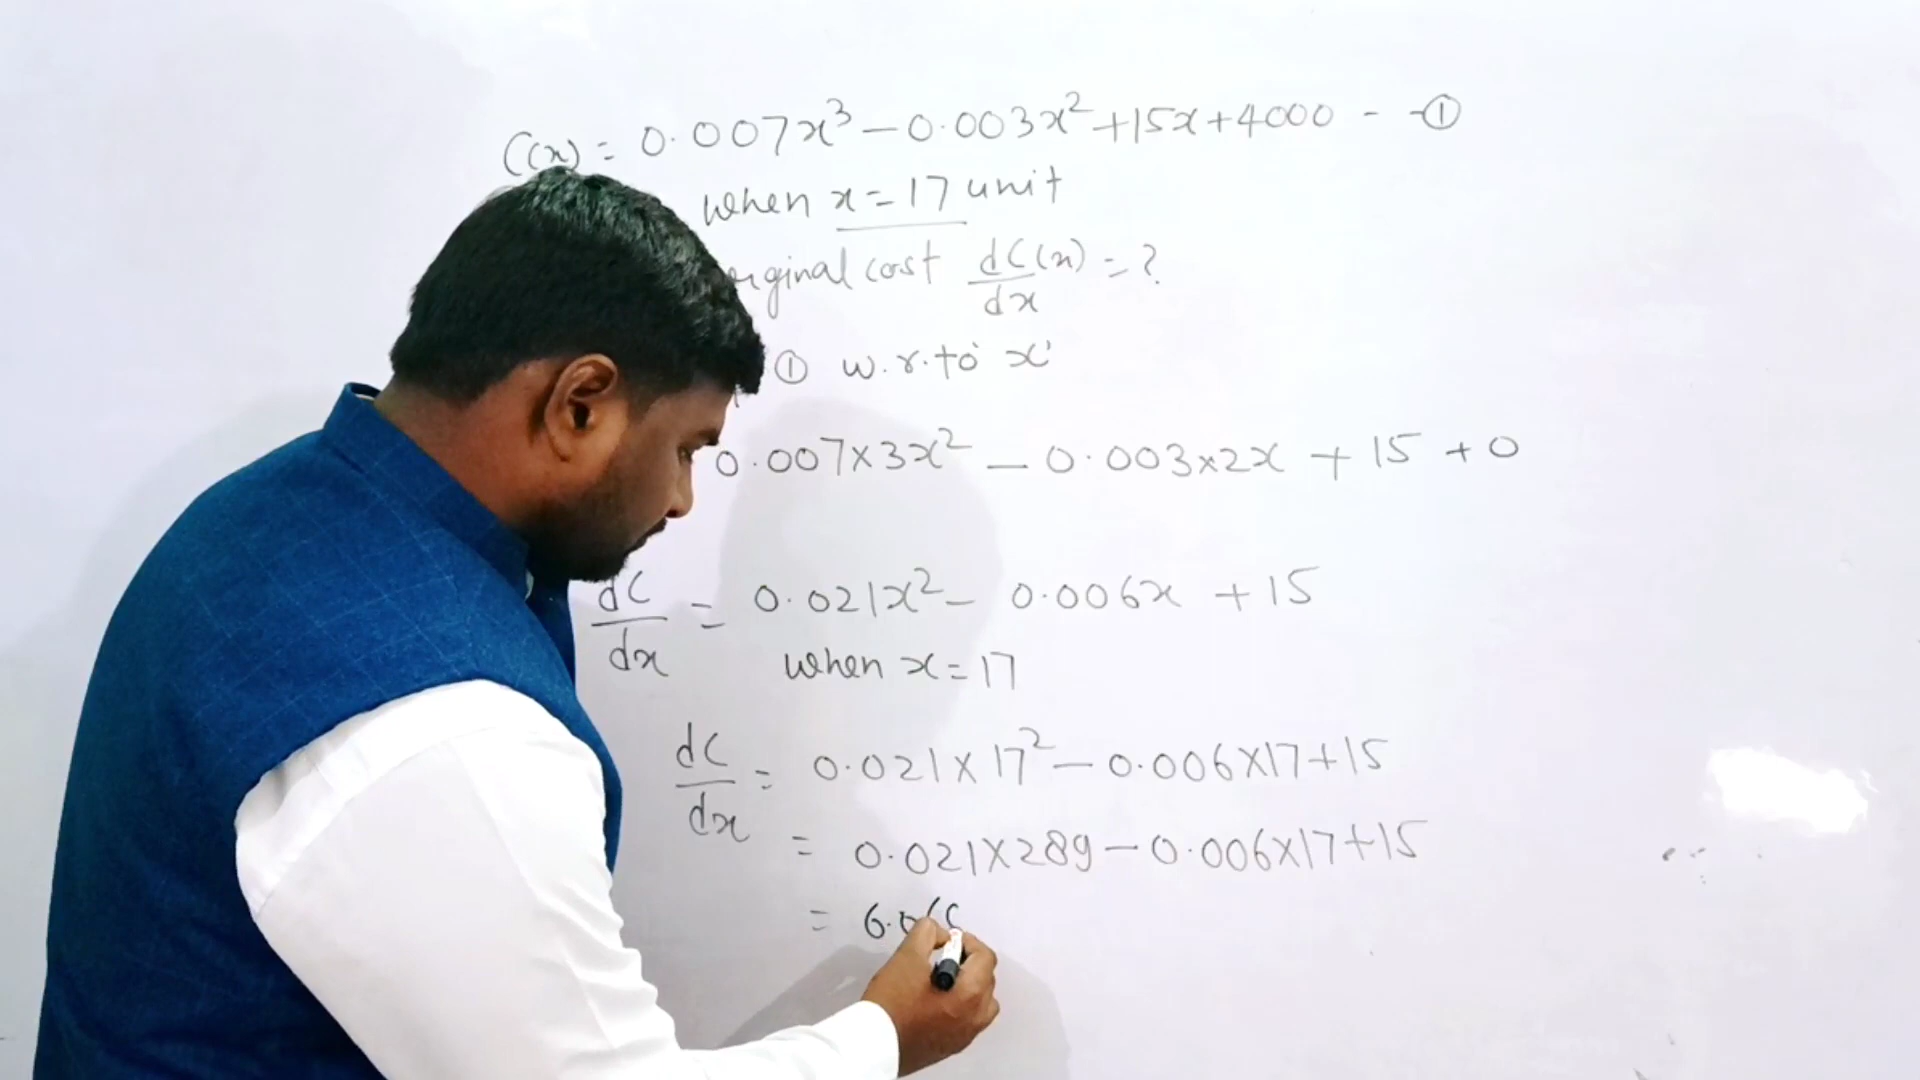 C(x) = 0.007x³ − 0.003x² + 15x + 4000 - - ①
when x = 17 unit
cost dC(x)/dx = ?
① w.r.to 'x'
0.007×3x² − 0.003×2x + 15 + 0
dC/dx = 0.021x² − 0.006x + 15
when x = 17
dC/dx = 0.021 × 17² − 0.006×17+15
= 0.021×289 − 0.006×17+15
= 6.06